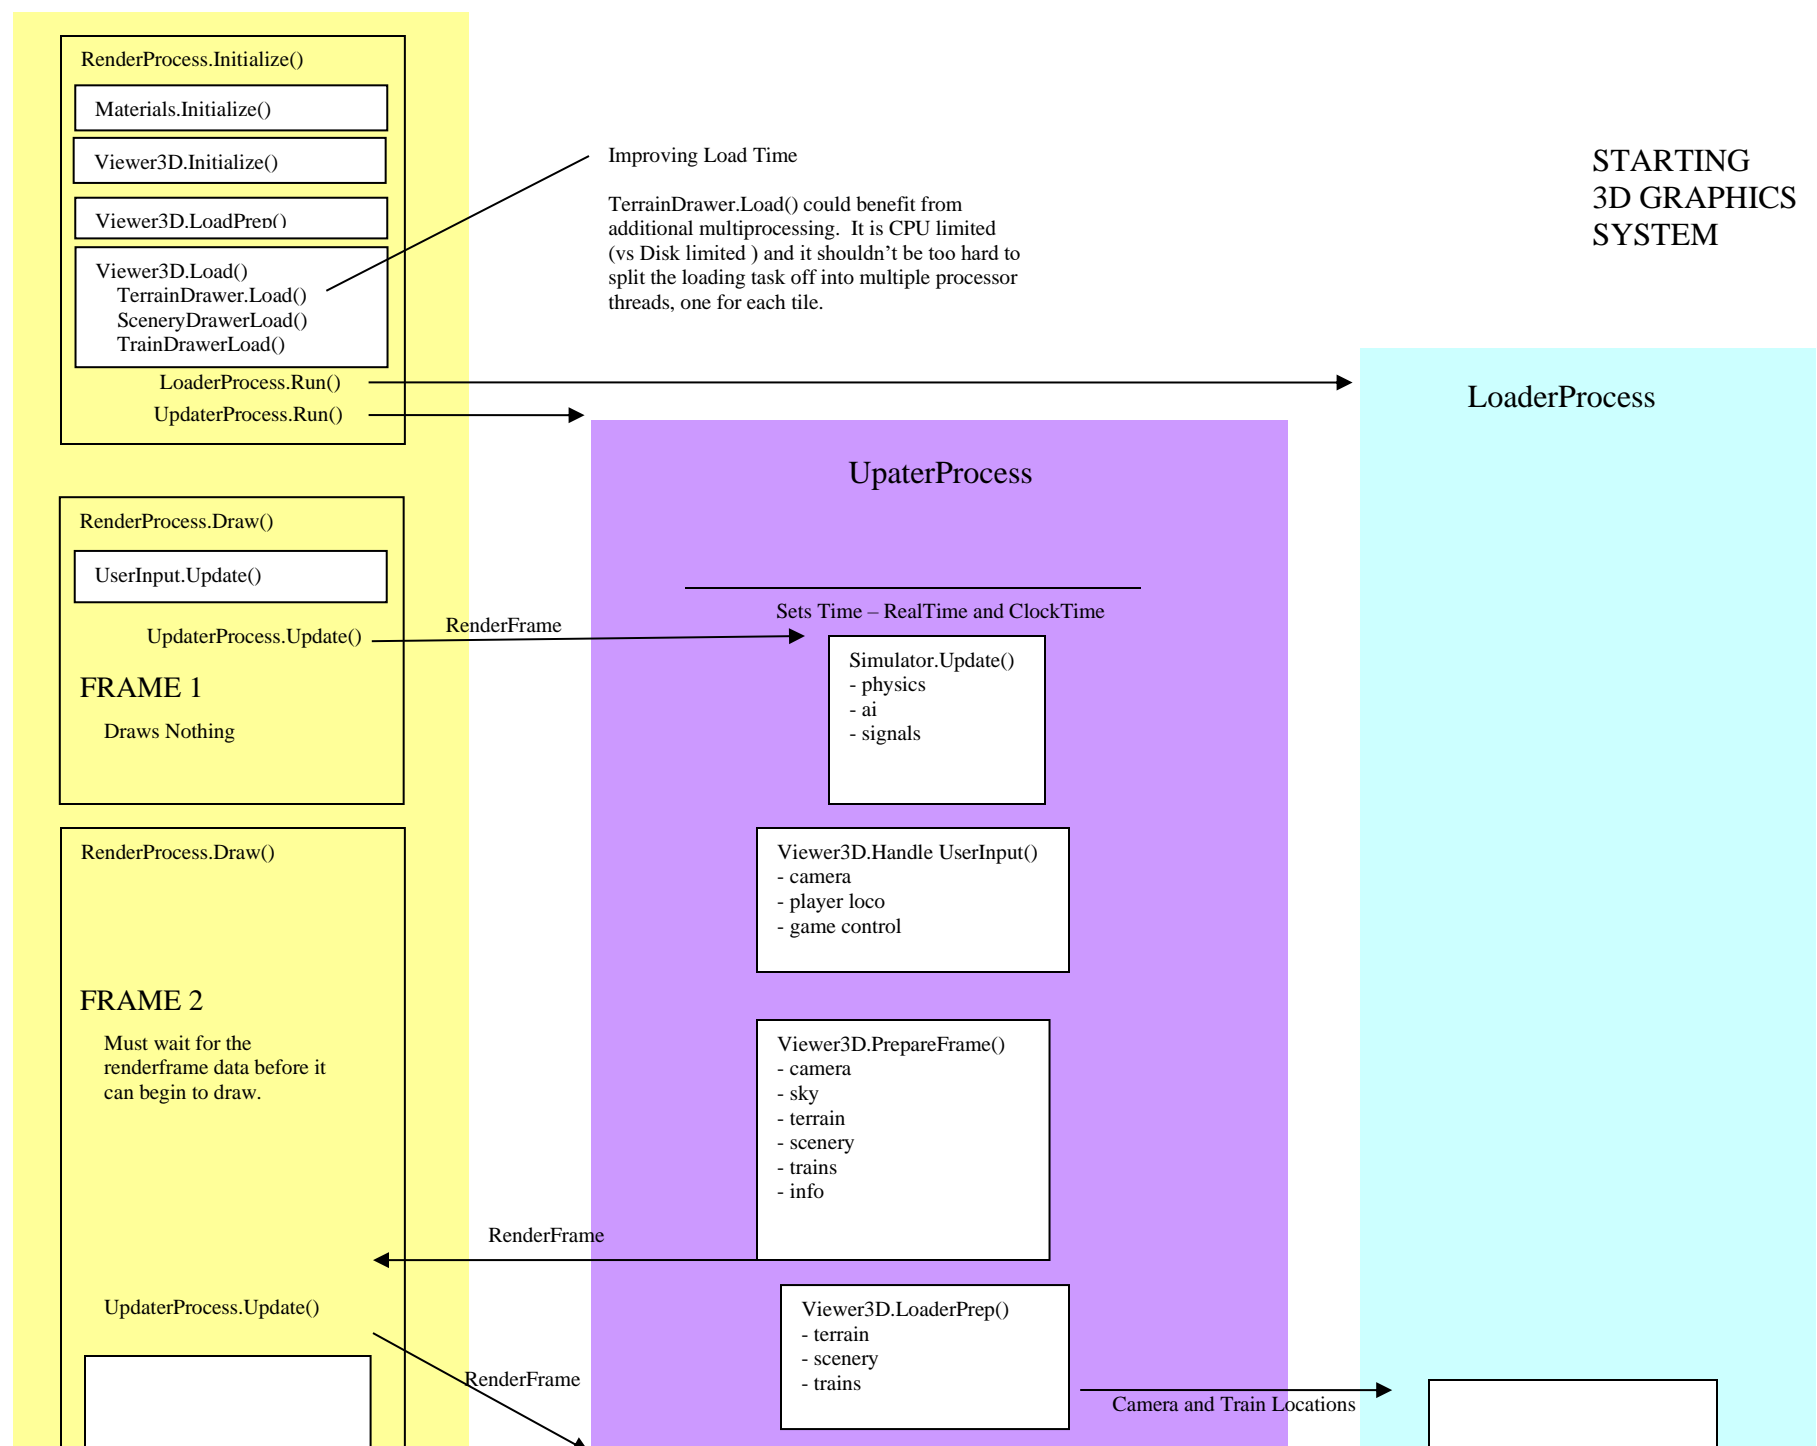 RenderProcess.Initialize()
Materials.Initialize()
Viewer3D.Initialize()
Viewer3D.LoadPrep()
Viewer3D.Load()
TerrainDrawer.Load()
SceneryDrawerLoad()
TrainDrawerLoad()
LoaderProcess.Run()
UpdaterProcess.Run()
Improving Load Time
TerrainDrawer.Load() could benefit from
additional multiprocessing. It is CPU limited
(vs Disk limited ) and it shouldn't be too hard to
split the loading task off into multiple processor
threads, one for each tile.
STARTING
3D GRAPHICS
SYSTEM
LoaderProcess
UpaterProcess
RenderProcess.Draw()
UserInput.Update()
UpdaterProcess.Update()
RenderFrame
FRAME 1
Draws Nothing
Sets Time – RealTime and ClockTime
Simulator.Update()
- physics
- ai
- signals
RenderProcess.Draw()
FRAME 2
Must wait for the
renderframe data before it
can begin to draw.
Viewer3D.Handle UserInput()
- camera
- player loco
- game control
Viewer3D.PrepareFrame()
- camera
- sky
- terrain
- scenery
- trains
- info
RenderFrame
UpdaterProcess.Update()
RenderFrame
Viewer3D.LoaderPrep()
- terrain
- scenery
- trains
Camera and Train Locations